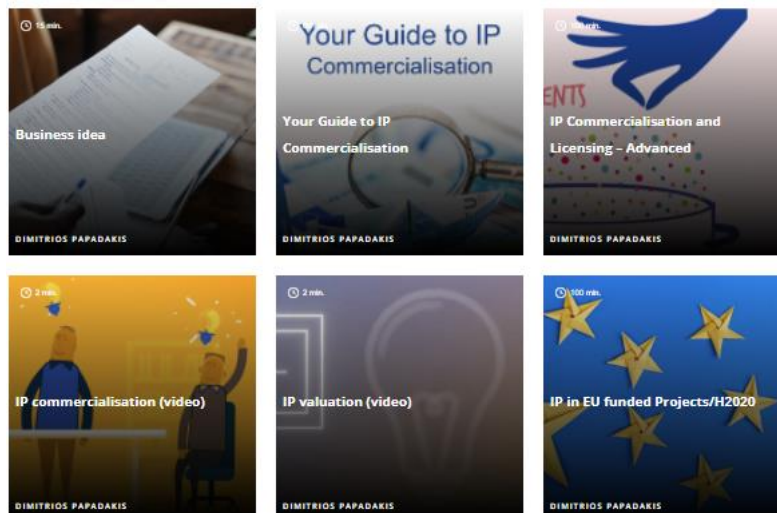 15 min.
Business idea
DIMITRIOS PAPADAKIS
Your Guide to IP
Commercialisation
Your Guide to IP
Commercialisation
DIMITRIOS PAPADAKIS
100 min.
ENTS
IP Commercialisation and
Licensing – Advanced
DIMITRIOS PAPADAKIS
2 min.
IP commercialisation (video)
DIMITRIOS PAPADAKIS
2 min.
IP valuation (video)
DIMITRIOS PAPADAKIS
100 min.
IP in EU funded Projects/H2020
DIMITRIOS PAPADAKIS